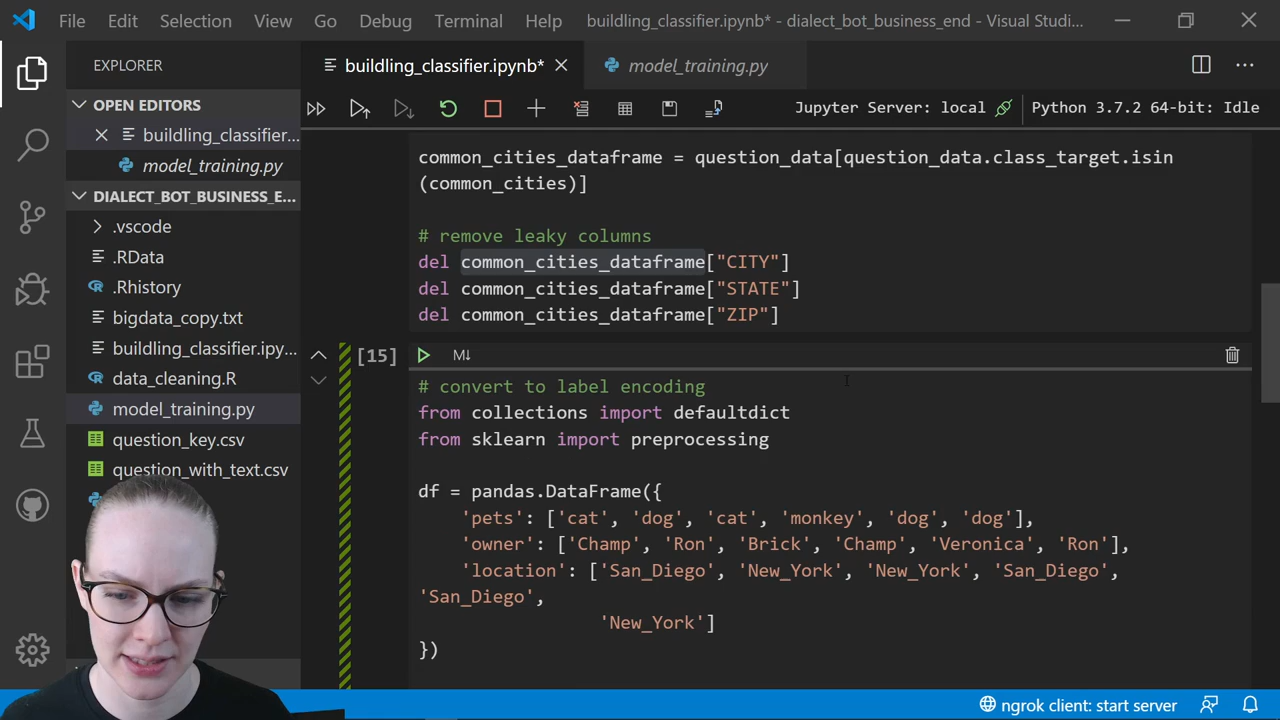 File Edit Selection View Go Debug Terminal Help buildling_classifier.ipynb* - dialect_bot_business_end - Visual Studi...
EXPLORER
OPEN EDITORS
buildling_classifier...
model_training.py
DIALECT_BOT_BUSINESS_E...
.vscode
.RData
.Rhistory
bigdata_copy.txt
buildling_classifier.ipy...
data_cleaning.R
model_training.py
question_key.csv
question_with_text.csv
buildling_classifier.ipynb* model_training.py
Jupyter Server: local Python 3.7.2 64-bit: Idle
common_cities_dataframe = question_data[question_data.class_target.isin
(common_cities)]
# remove leaky columns
del common_cities_dataframe["CITY"]
del common_cities_dataframe["STATE"]
del common_cities_dataframe["ZIP"]
[15] M↓
# convert to label encoding
from collections import defaultdict
from sklearn import preprocessing
df = pandas.DataFrame({
'pets': ['cat', 'dog', 'cat', 'monkey', 'dog', 'dog'],
'owner': ['Champ', 'Ron', 'Brick', 'Champ', 'Veronica', 'Ron'],
'location': ['San_Diego', 'New_York', 'New_York', 'San_Diego',
'San_Diego',
'New_York']
})
ngrok client: start server